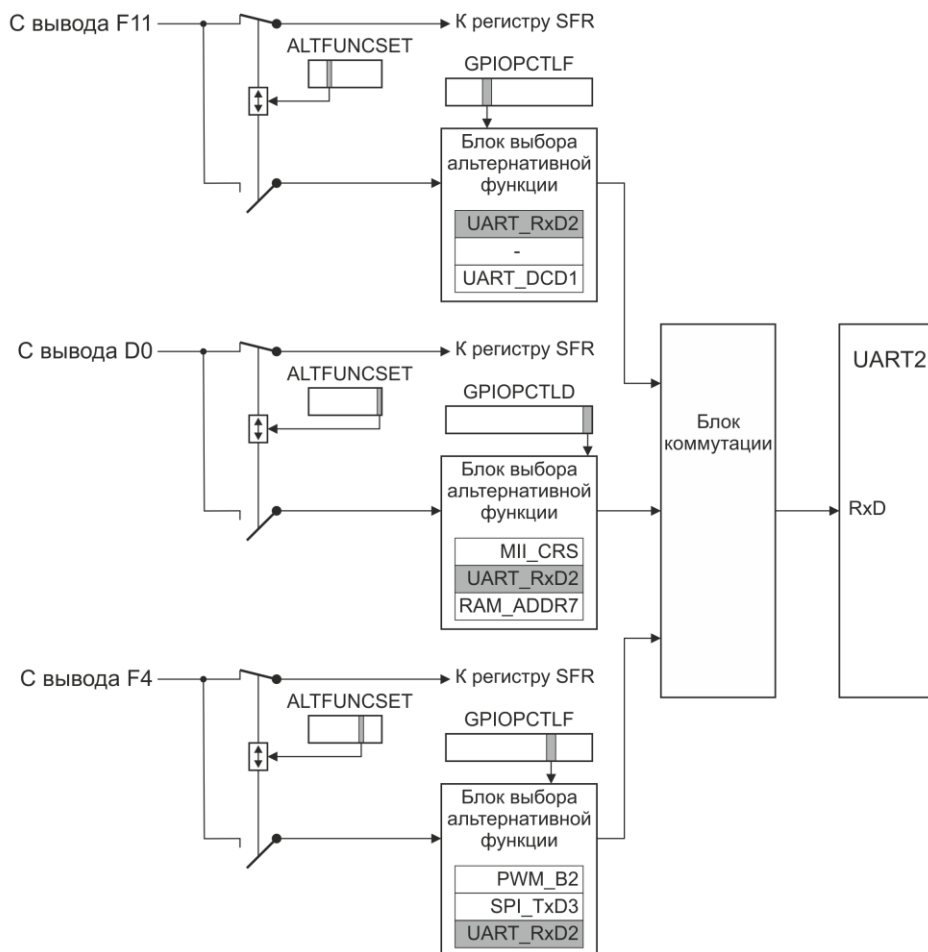 С вывода F11
К регистру SFR
ALTFUNCSET
GPIOPCTLF
Блок выбора
альтернативной
функции
UART_RxD2
-
UART_DCD1
С вывода D0
К регистру SFR
ALTFUNCSET
GPIOPCTLD
Блок выбора
альтернативной
функции
MII_CRS
UART_RxD2
RAM_ADDR7
Блок
коммутации
UART2
RxD
С вывода F4
К регистру SFR
ALTFUNCSET
GPIOPCTLF
Блок выбора
альтернативной
функции
PWM_B2
SPI_TxD3
UART_RxD2